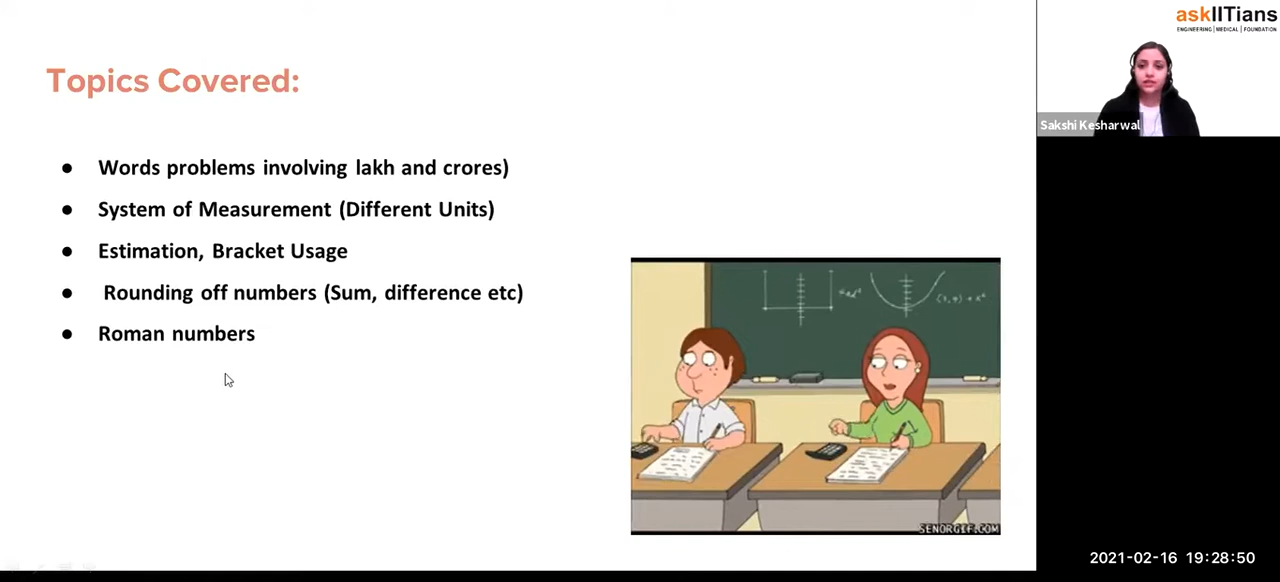 askIITians
ENGINEERING | MEDICAL | FOUNDATION
Topics Covered:
Sakshi Kesharwal
● Words problems involving lakh and crores)
● System of Measurement (Different Units)
● Estimation, Bracket Usage
● Rounding off numbers (Sum, difference etc)
● Roman numbers
SENORGIF.COM
2021-02-16 19:28:50